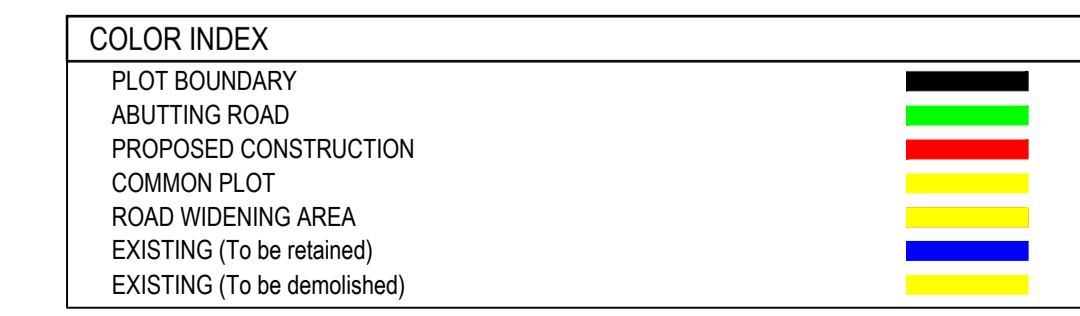 COLOR INDEX
PLOT BOUNDARY
ABUTTING ROAD
PROPOSED CONSTRUCTION
COMMON PLOT
ROAD WIDENING AREA
EXISTING (To be retained)
EXISTING (To be demolished)